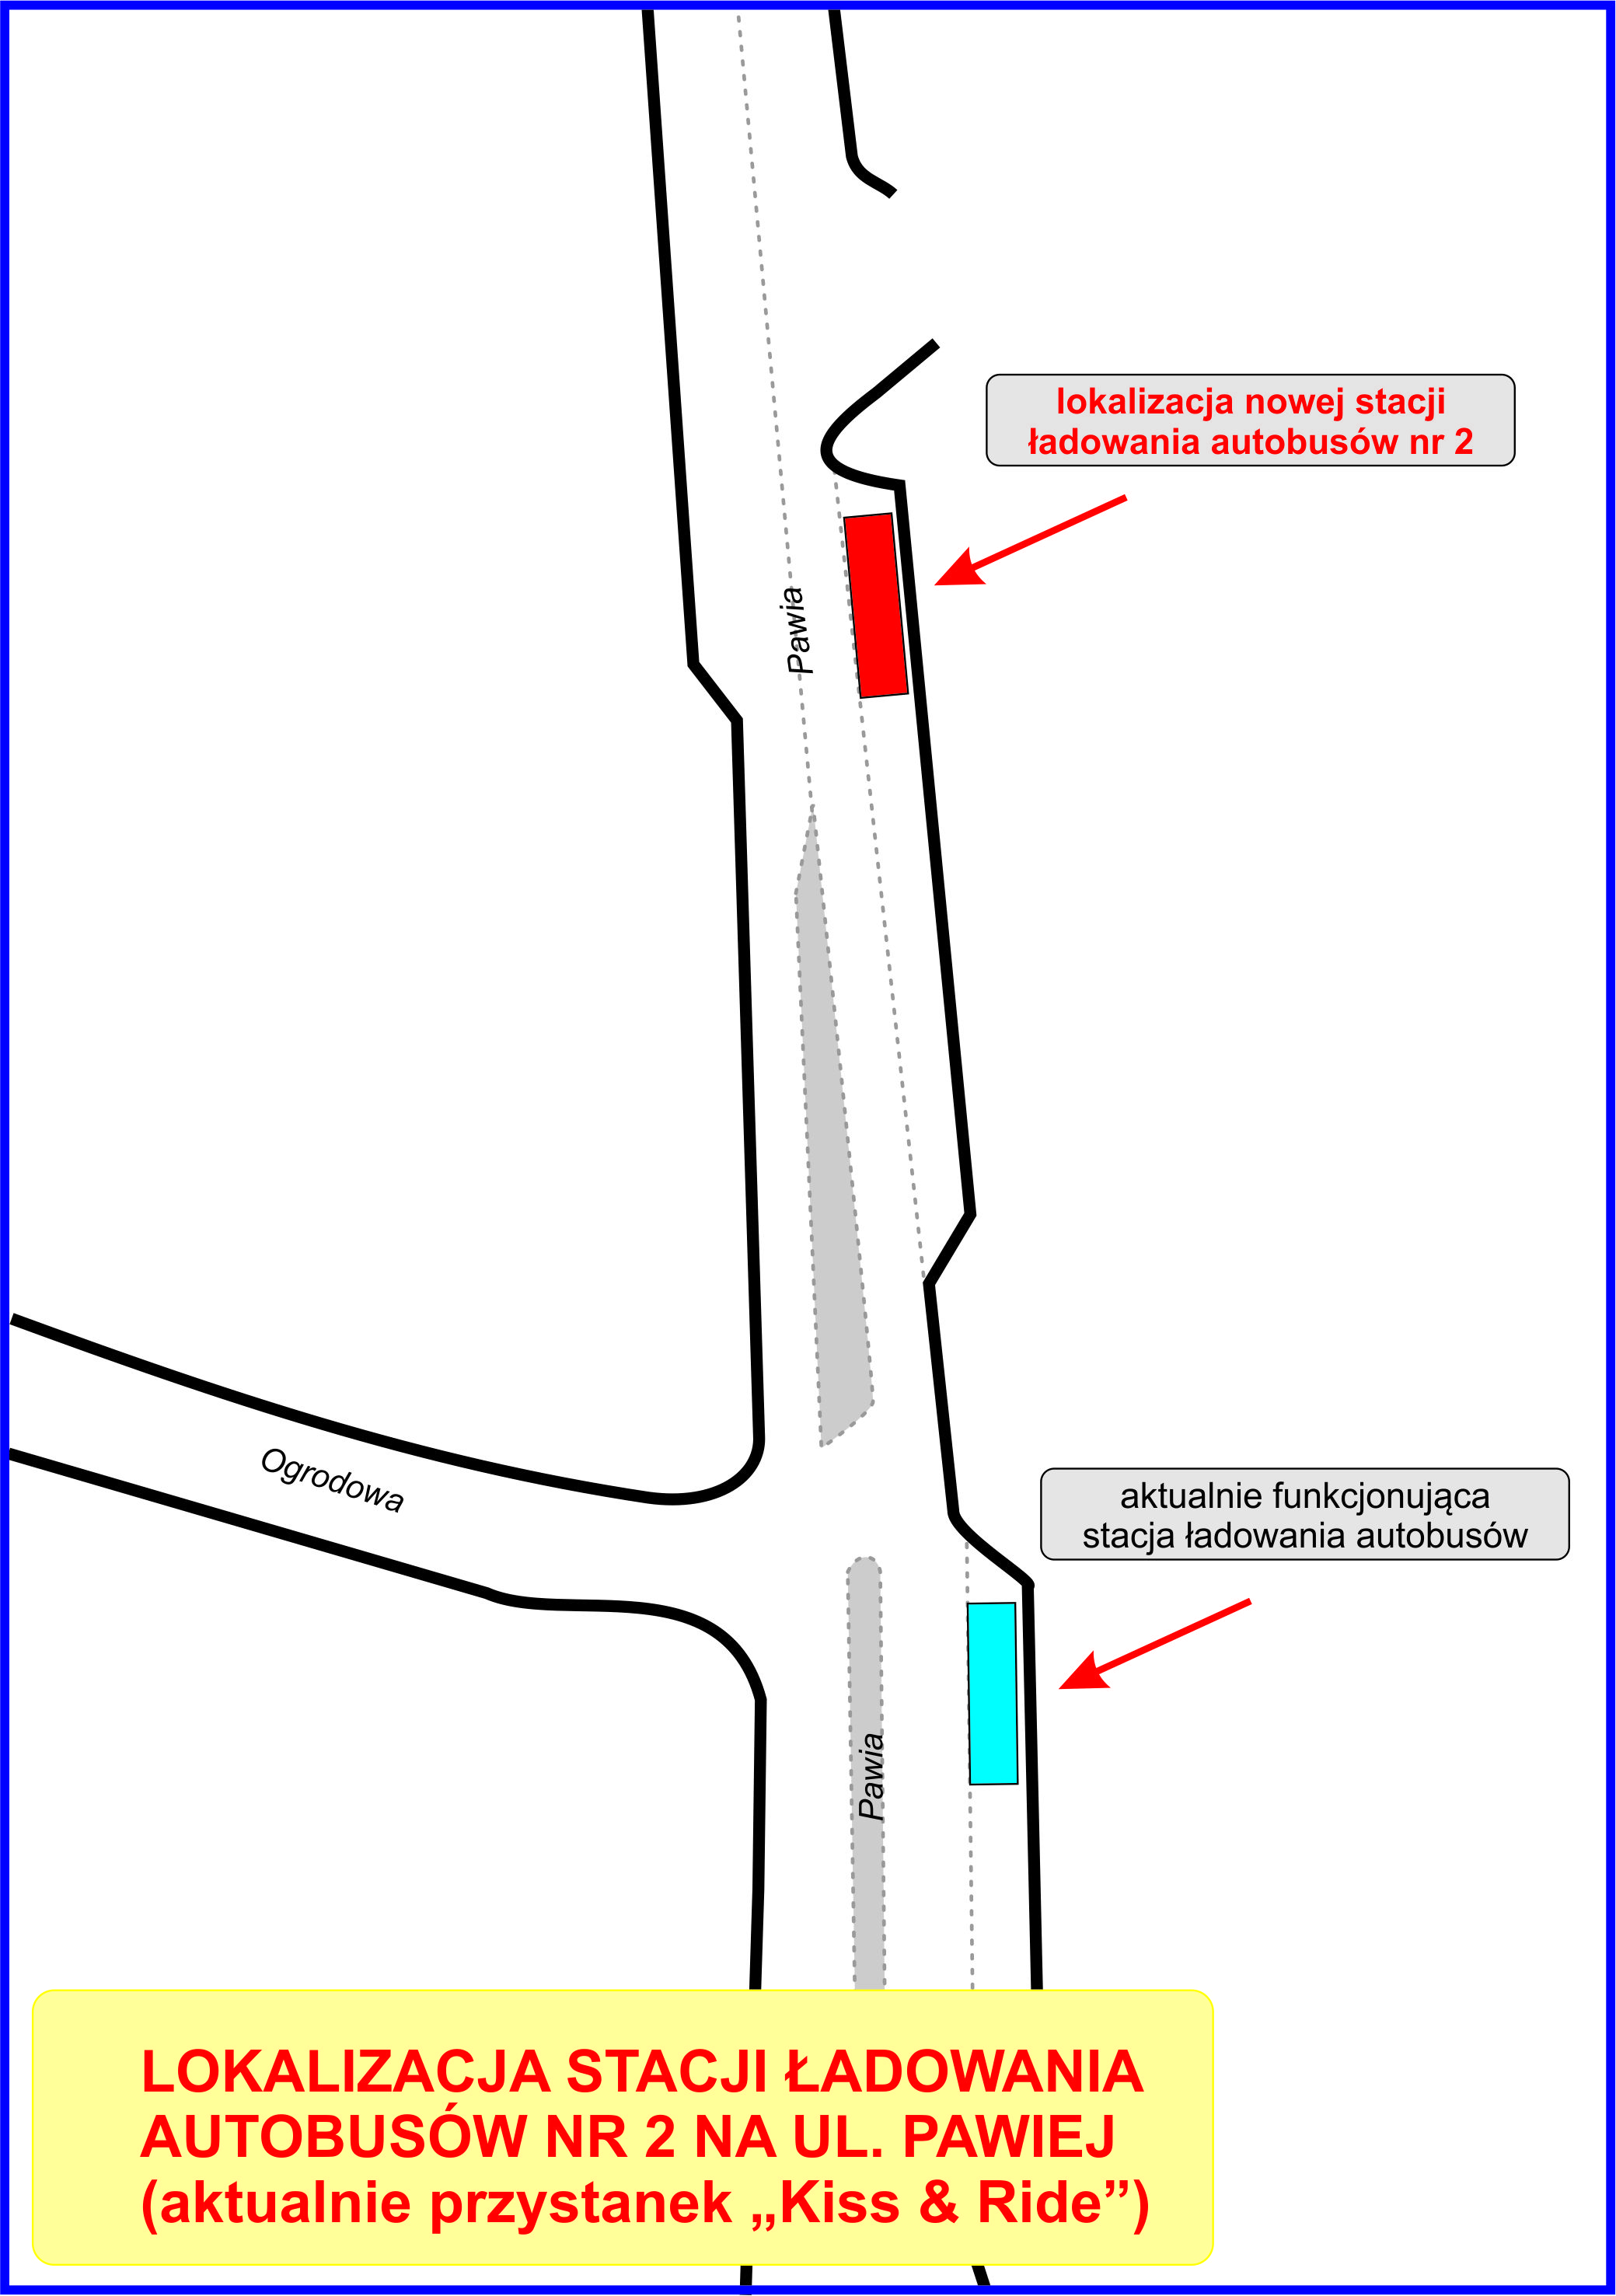 lokalizacja nowej stacji
ładowania autobusów nr 2
Pawia
Ogrodowa
aktualnie funkcjonująca
stacja ładowania autobusów
Pawia
LOKALIZACJA STACJI ŁADOWANIA
AUTOBUSÓW NR 2 NA UL. PAWIEJ
(aktualnie przystanek „Kiss & Ride”)